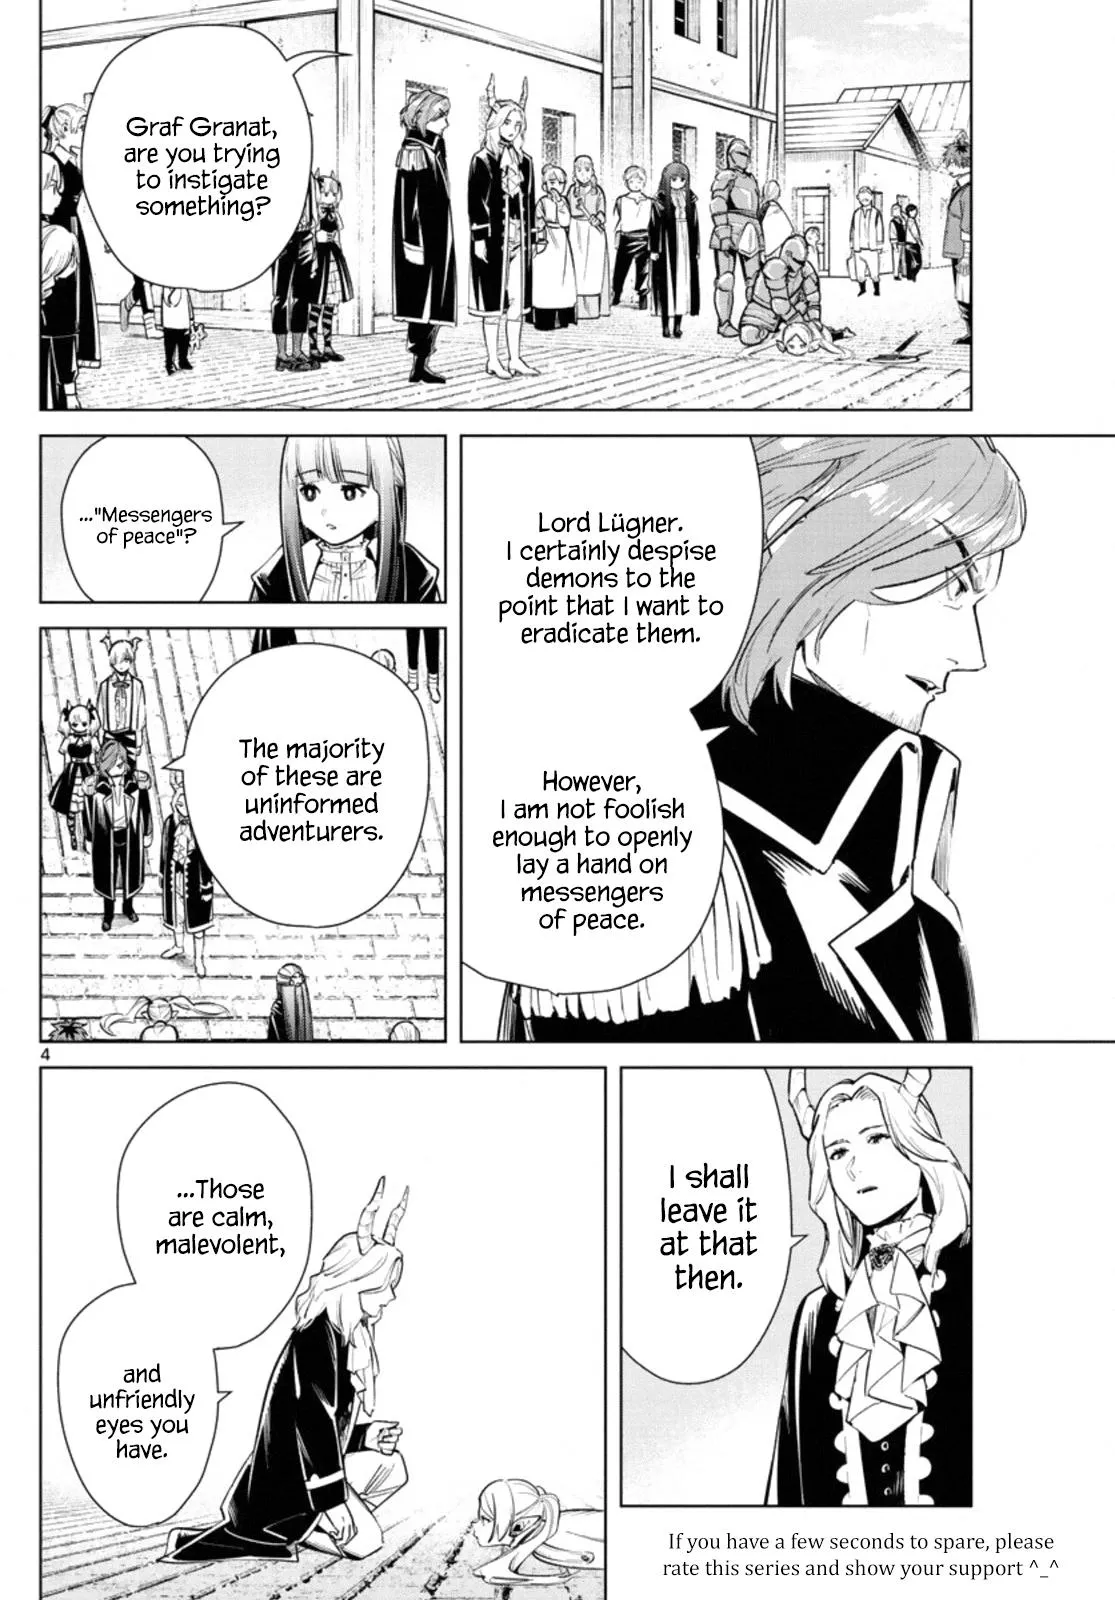 Graf Granat,
are you trying
to instigate
something?
Lord Lügner.
I certainly despise
demons to the
point that I want to
eradicate them.
However,
I am not foolish
enough to openly
lay a hand on
messengers
of peace.
..."Messengers
of peace"?
The majority
of these are
uninformed
adventurers.
4
I shall
leave it
at that
then.
...Those
are calm,
malevolent,
and
unfriendly
eyes you
have.
If you have a few seconds to spare, please
rate this series and show your support ^_^